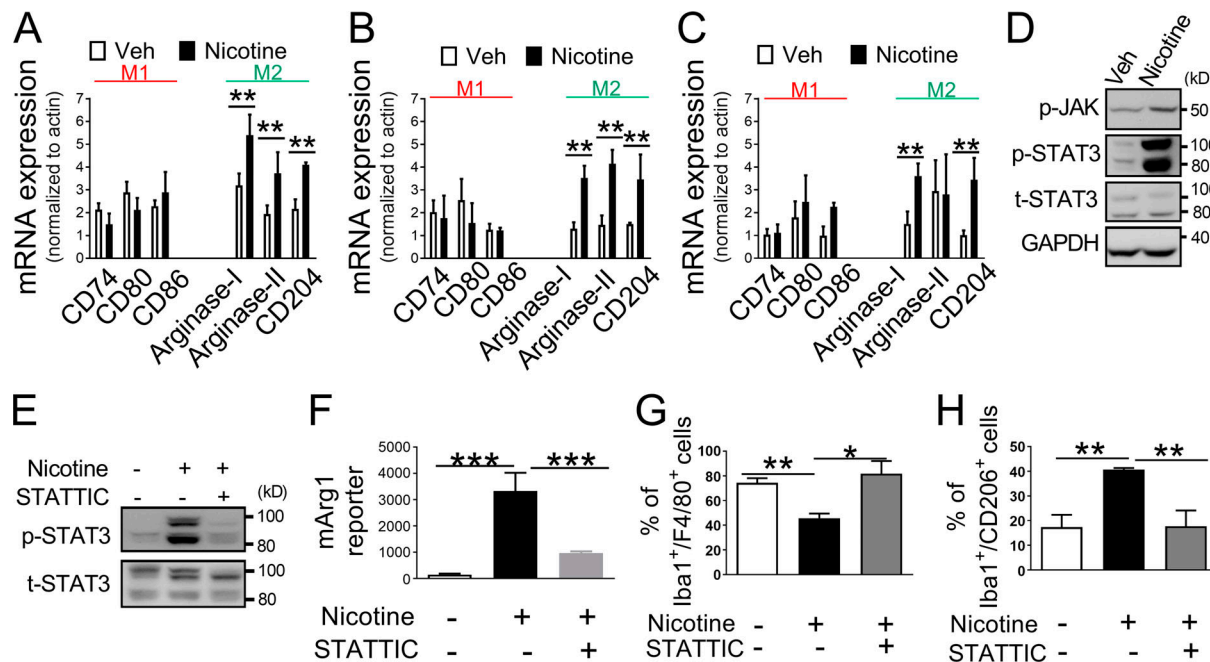 A
Veh Nicotine
M1 M2
mRNA expression
(normalized to actin)
7
6
5
4
3
2
1
0
** ** **
CD74 CD80 CD86 Arginase-I Arginase-II CD204
B
Veh Nicotine
M1 M2
mRNA expression
(normalized to actin)
7
6
5
4
3
2
1
0
** ** **
CD74 CD80 CD86 Arginase-I Arginase-II CD204
C
Veh Nicotine
M1 M2
mRNA expression
(normalized to actin)
7
6
5
4
3
2
1
0
** **
CD74 CD80 CD86 Arginase-I Arginase-II CD204
D
Veh Nicotine
(kD)
p-JAK 50
p-STAT3 100
80
t-STAT3 100
80
GAPDH 40
E
Nicotine - + +
STATTIC - - +
(kD)
p-STAT3 100
80
t-STAT3 100
80
F
mArg1
reporter
5000
4000
3000
2000
1000
0
*** ***
Nicotine - + +
STATTIC - - +
G
% of
Iba1+/F4/80+ cells
100
80
60
40
20
0
** *
Nicotine - + +
STATTIC - - +
H
% of
Iba1+/CD206+ cells
50
40
30
20
10
0
** **
Nicotine - + +
STATTIC - - +